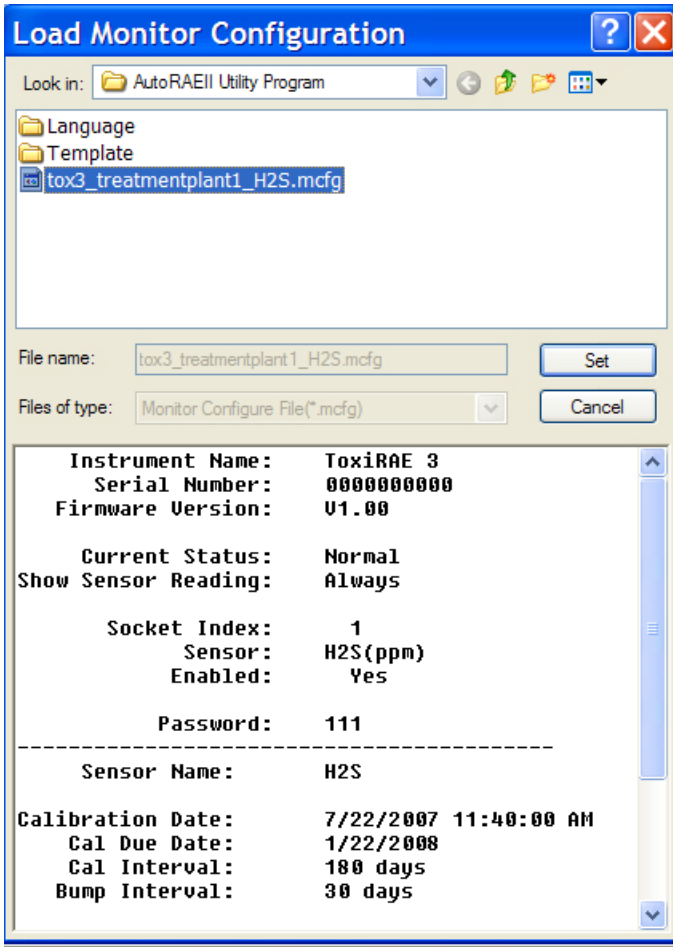 Load Monitor Configuration
Look in: AutoRAEII Utility Program
Language
Template
tox3_treatmentplant1_H2S.mcfg
File name: tox3_treatmentplant1_H2S.mcfg Set
Files of type: Monitor Configure File(*.mcfg) Cancel
Instrument Name: ToxiRAE 3
Serial Number: 0000000000
Firmware Version: V1.00
Current Status: Normal
Show Sensor Reading: Always
Socket Index: 1
Sensor: H2S(ppm)
Enabled: Yes
Password: 111
------------------------------------------
Sensor Name: H2S
Calibration Date: 7/22/2007 11:40:00 AM
Cal Due Date: 1/22/2008
Cal Interval: 180 days
Bump Interval: 30 days